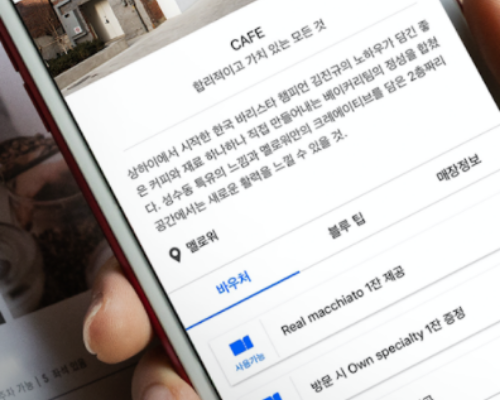 CAFE
합리적이고 가치 있는 모든 것
상하이에서 시작한 한국 바리스타 챔피언 김진규의 노하우가 담긴 좋
은 커피와 재료 하나하나 직접 만들어내는 베이커리팀의 정성을 합쳤
다. 성수동 특유의 느낌과 멜로워만의 크레에이티브를 담은 2층짜리
공간에서는 새로운 활력을 느낄 수 있을 것.
멜로워
바우처 블루 팁 매장정보
Real macchiato 1잔 제공
사용가능
방문 시 Own specialty 1잔 증정